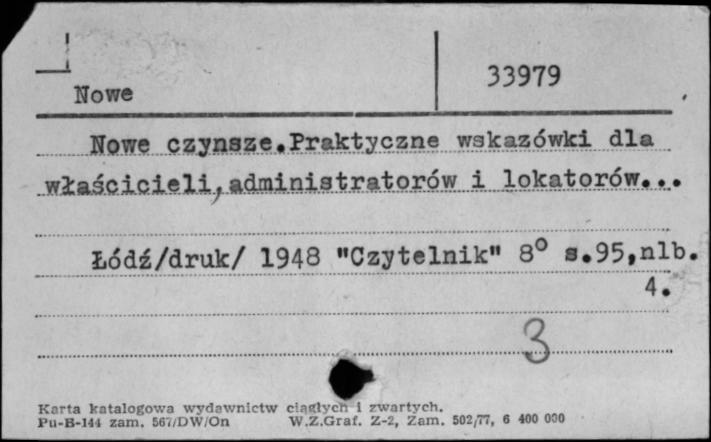 33979
Nowe
Nowe czynsze.Praktyczne wskazówki dla
właścicieli,administratorów i lokatorów...
Łódź/druk/ 1948 "Czytelnik" 8° s.95,nlb.
4.
3
Karta katalogowa wydawnictw ciągłych i zwartych.
Pu-B-144 zam. 567/DW/On W.Z.Graf. Z-2, Zam. 502/77, 6 400 000